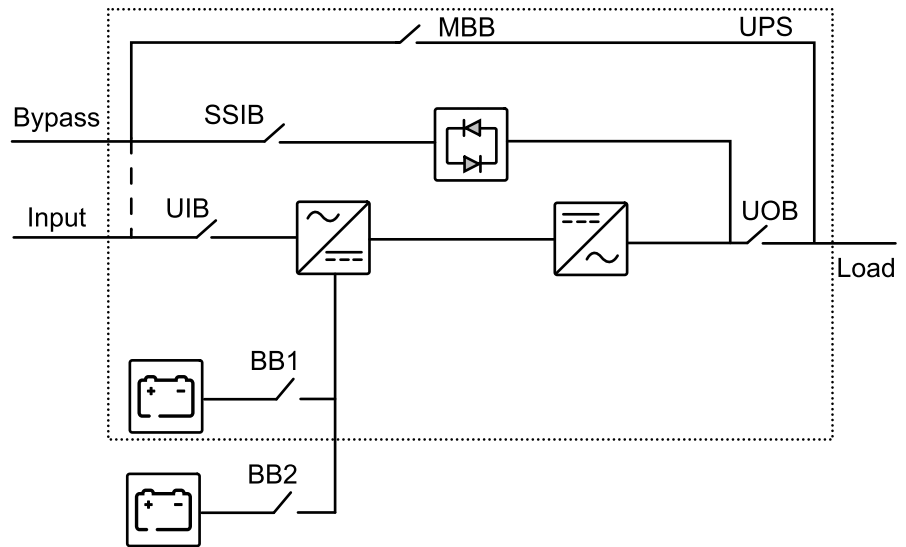 MBB
UPS
Bypass
SSIB
Input
UIB
UOB
Load
BB1
BB2